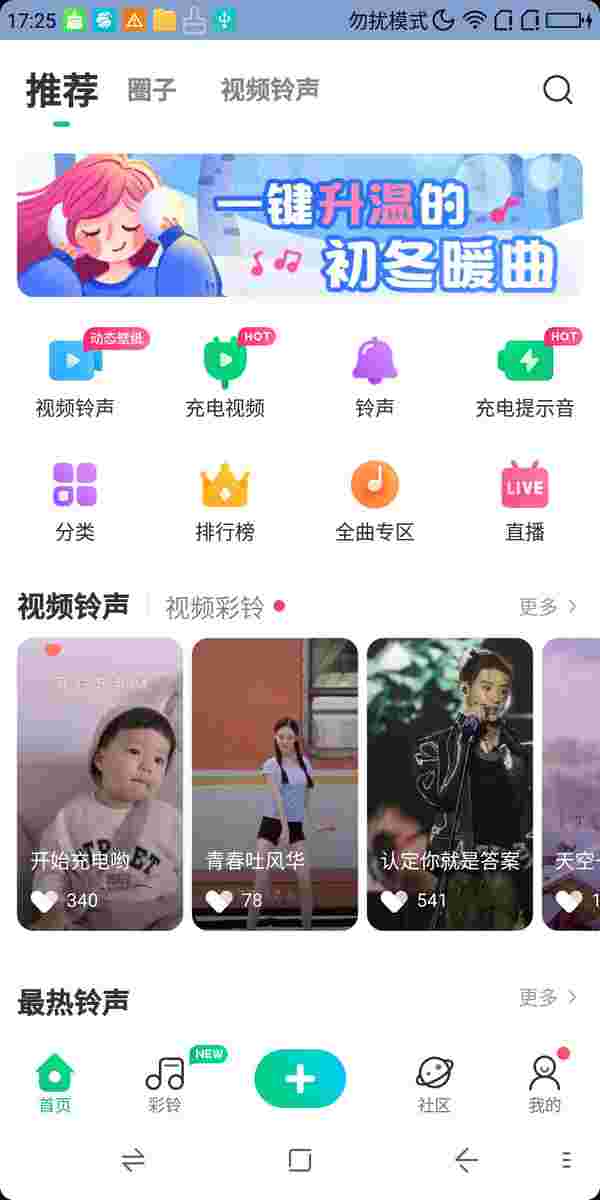 17:25
勿扰模式
推荐 圈子 视频铃声
一键升温的
初冬暖曲
动态壁纸
HOT
HOT
视频铃声 充电视频 铃声 充电提示音
LIVE
分类 排行榜 全曲专区 直播
视频铃声 视频彩铃 更多
开始充电哟 青春吐风华 认定你就是答案 天空
340 78 541 1
最热铃声 更多
NEW
首页 彩铃 社区 我的